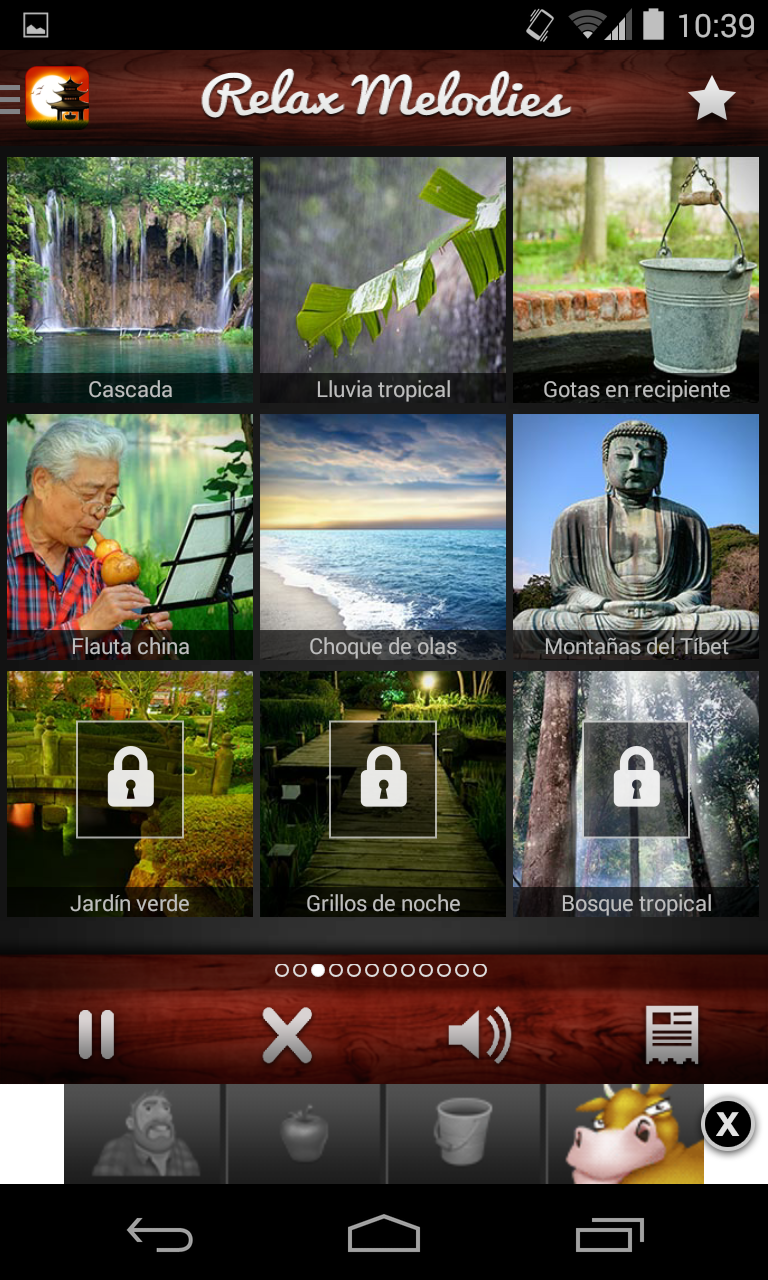 10:39
Relax Melodies
Cascada
Lluvia tropical
Gotas en recipiente
Flauta china
Choque de olas
Montañas del Tíbet
Jardín verde
Grillos de noche
Bosque tropical
X